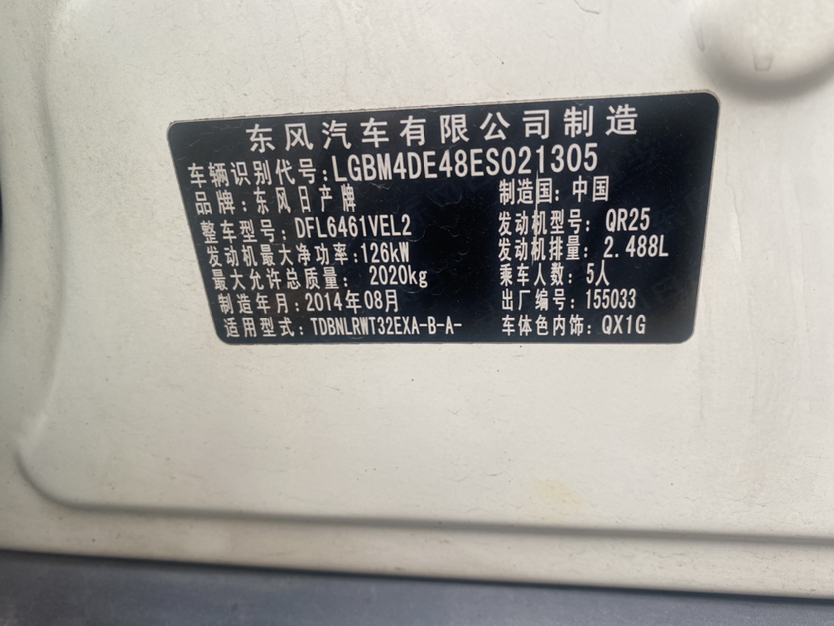 东风汽车有限公司制造
车辆识别代号:LGBM4DE48ES021305
品牌:东风日产牌 制造国:中国
整车型号:DFL6461VEL2 发动机型号:QR25
发动机最大净功率:126kW 发动机排量:2.488L
最大允许总质量: 2020kg 乘车人数:5人
制造年月:2014年08月 出厂编号:155033
适用型式:TDBNLRWT32EXA-B-A- 车体色内饰:QX1G